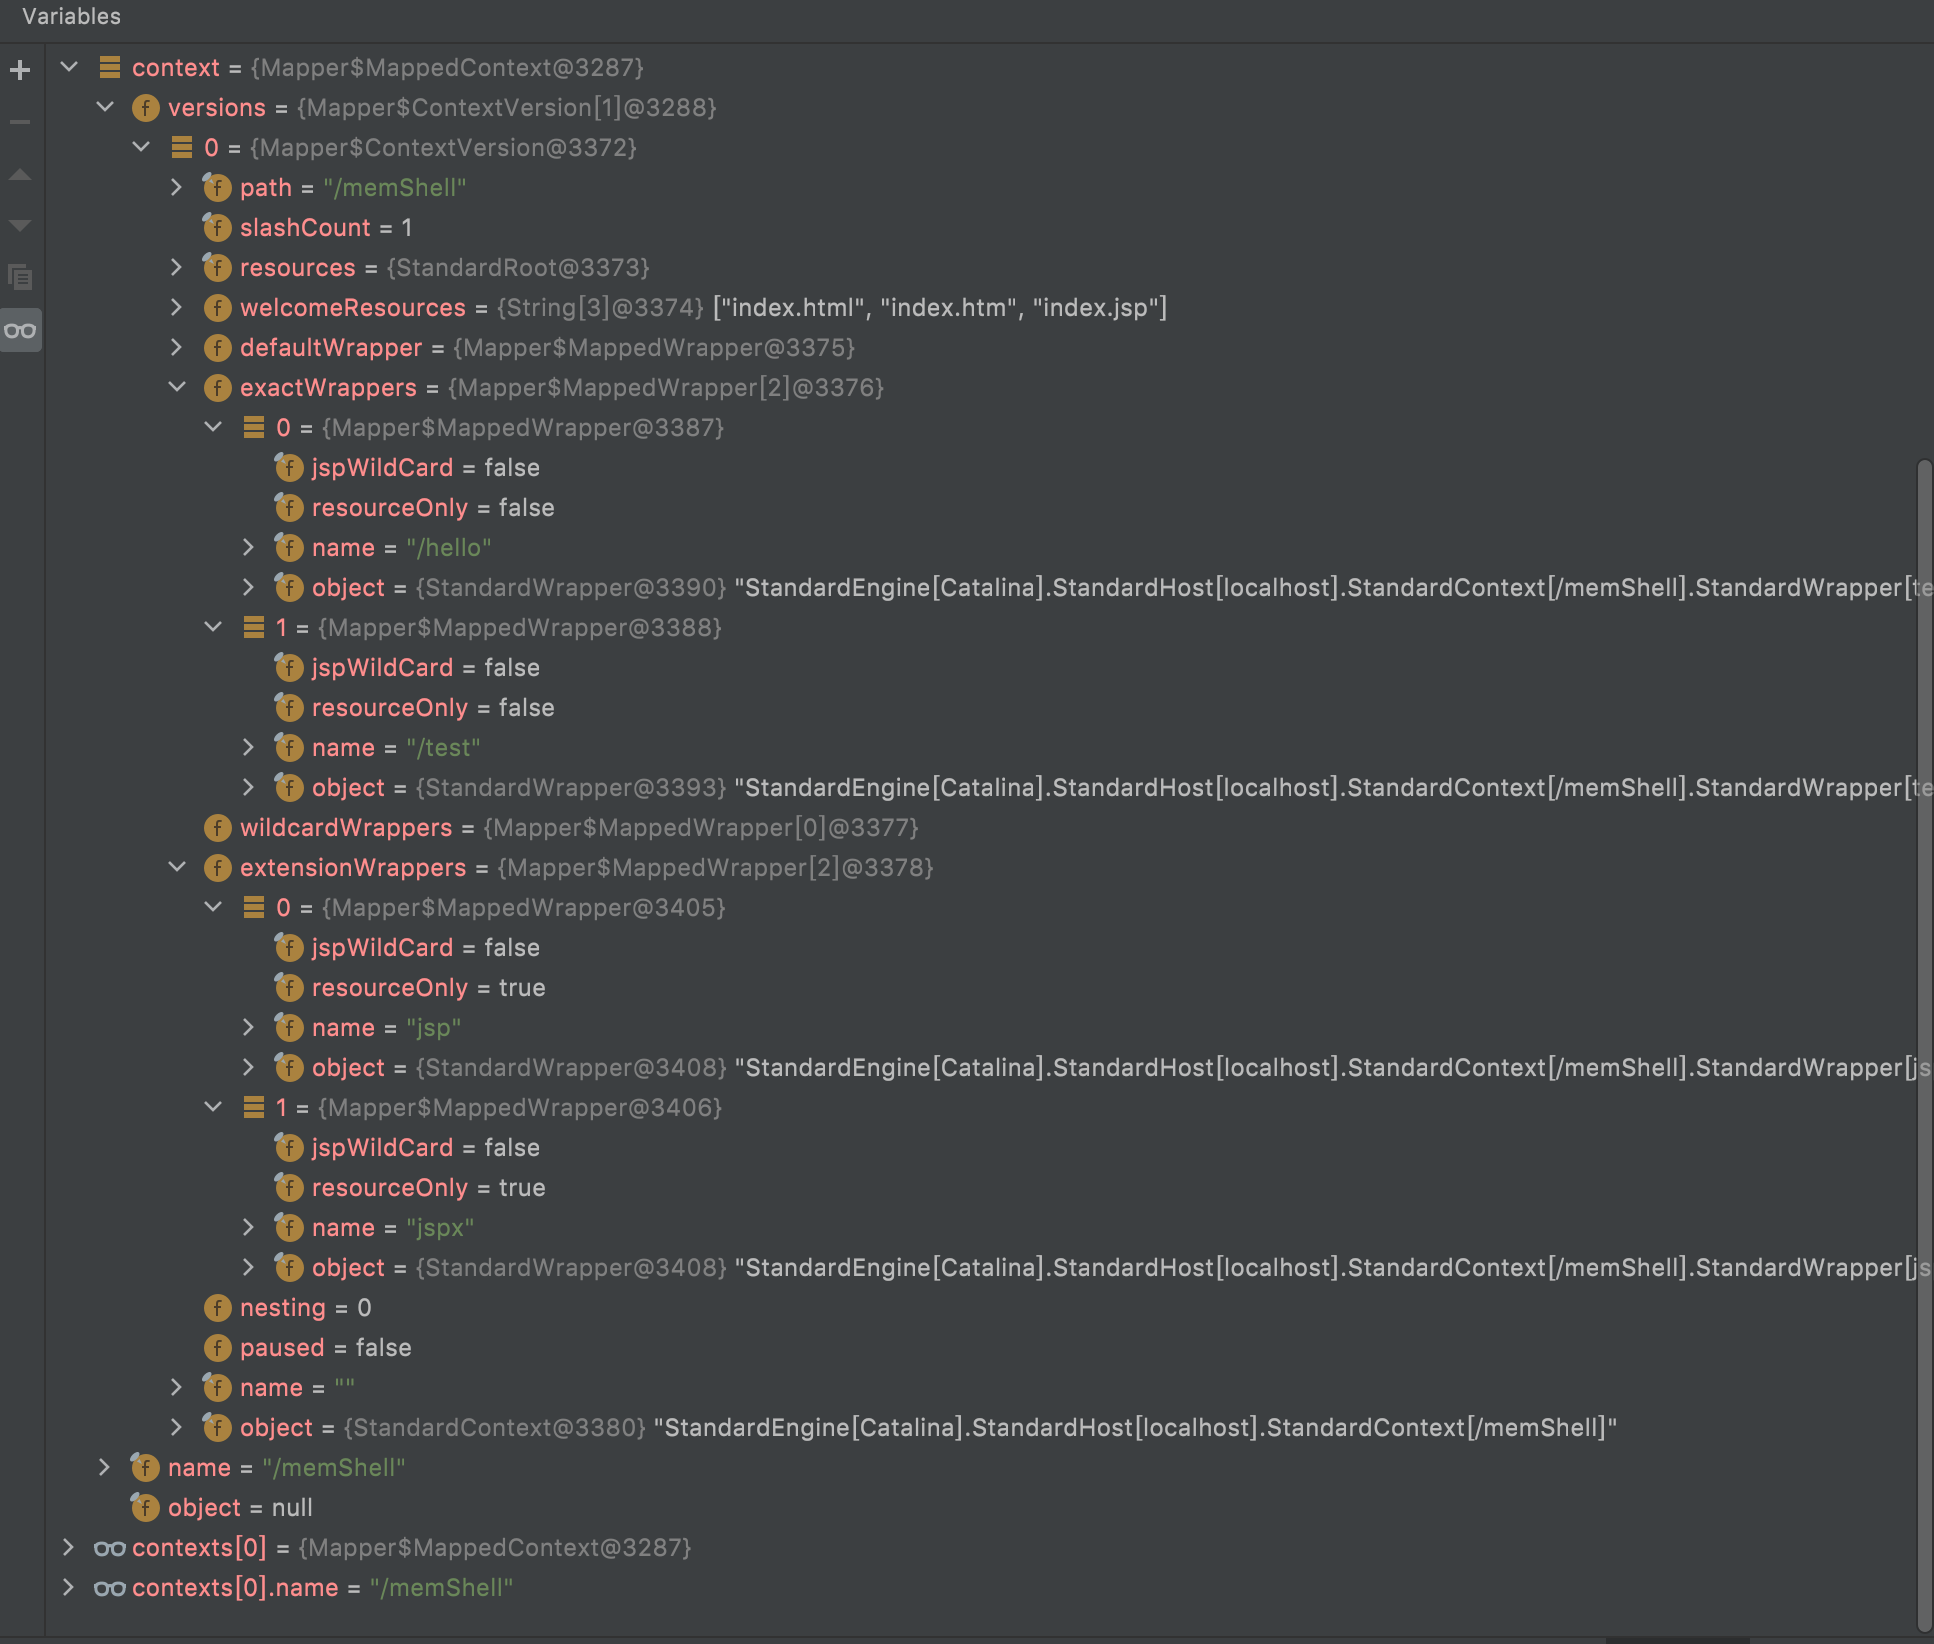 Variables
context = {Mapper$MappedContext@3287}
versions = {Mapper$ContextVersion[1]@3288}
0 = {Mapper$ContextVersion@3372}
path = "/memShell"
slashCount = 1
resources = {StandardRoot@3373}
welcomeResources = {String[3]@3374} ["index.html", "index.htm", "index.jsp"]
defaultWrapper = {Mapper$MappedWrapper@3375}
exactWrappers = {Mapper$MappedWrapper[2]@3376}
0 = {Mapper$MappedWrapper@3387}
jspWildCard = false
resourceOnly = false
name = "/hello"
object = {StandardWrapper@3390} "StandardEngine[Catalina].StandardHost[localhost].StandardContext[/memShell].StandardWrapper[te
1 = {Mapper$MappedWrapper@3388}
jspWildCard = false
resourceOnly = false
name = "/test"
object = {StandardWrapper@3393} "StandardEngine[Catalina].StandardHost[localhost].StandardContext[/memShell].StandardWrapper[te
wildcardWrappers = {Mapper$MappedWrapper[0]@3377}
extensionWrappers = {Mapper$MappedWrapper[2]@3378}
0 = {Mapper$MappedWrapper@3405}
jspWildCard = false
resourceOnly = true
name = "jsp"
object = {StandardWrapper@3408} "StandardEngine[Catalina].StandardHost[localhost].StandardContext[/memShell].StandardWrapper[js
1 = {Mapper$MappedWrapper@3406}
jspWildCard = false
resourceOnly = true
name = "jspx"
object = {StandardWrapper@3408} "StandardEngine[Catalina].StandardHost[localhost].StandardContext[/memShell].StandardWrapper[js
nesting = 0
paused = false
name = ""
object = {StandardContext@3380} "StandardEngine[Catalina].StandardHost[localhost].StandardContext[/memShell]"
name = "/memShell"
object = null
contexts[0] = {Mapper$MappedContext@3287}
contexts[0].name = "/memShell"